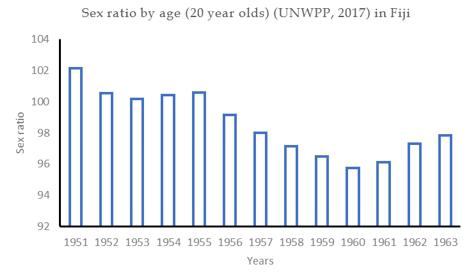 Sex ratio by age (20 year olds) (UNWPP, 2017) in Fiji
104
102
100
98
96
94
92
Sex ratio
1951 1952 1953 1954 1955 1956 1957 1958 1959 1960 1961 1962 1963
Years